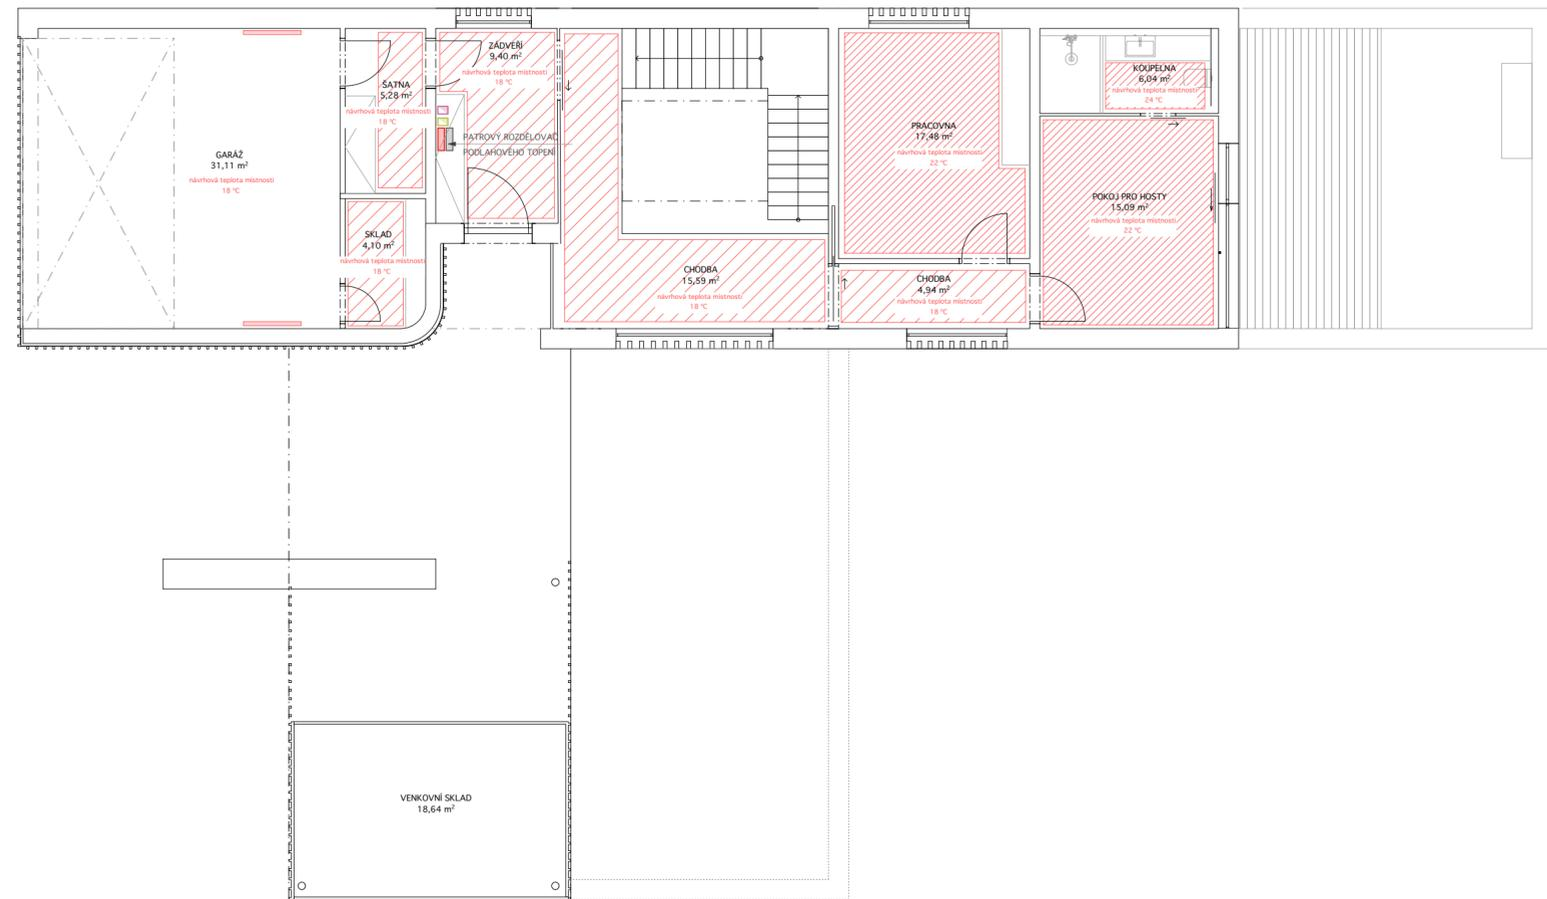 GARÁŽ
31,11 m²
návrhová teplota místnosti
18 °C
ŠATNA
5,28 m²
návrhová teplota místnosti
18 °C
SKLAD
4,10 m²
návrhová teplota místnosti
18 °C
ZÁDVEŘÍ
9,40 m²
návrhová teplota místnosti
18 °C
PATROVÝ ROZDĚLOVAČ
PODLAHOVÉHO TOPENÍ
CHODBA
15,59 m²
návrhová teplota místnosti
18 °C
PRACOVNA
17,48 m²
návrhová teplota místnosti
22 °C
CHODBA
4,94 m²
návrhová teplota místnosti
18 °C
KOUPELNA
6,04 m²
návrhová teplota místnosti
24 °C
POKOJ PRO HOSTY
15,09 m²
návrhová teplota místnosti
22 °C
VENKOVNÍ SKLAD
18,64 m²